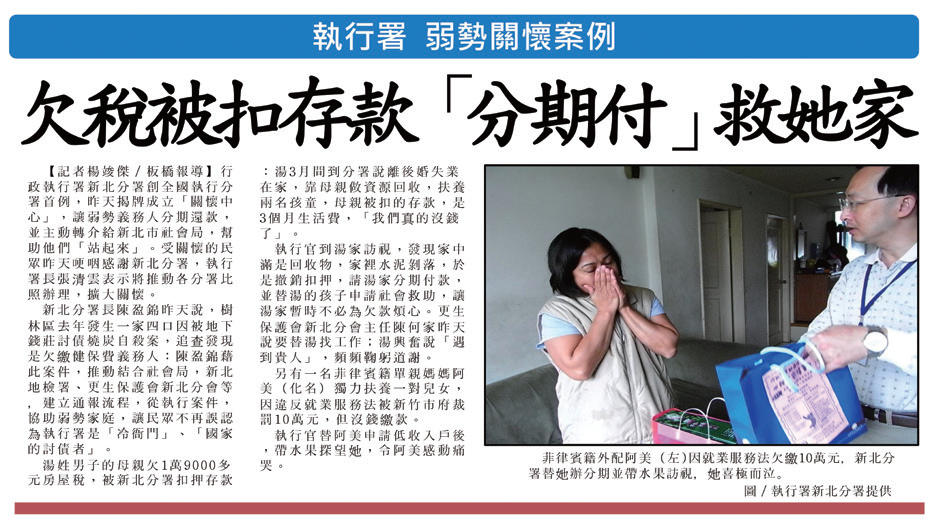 執行署 弱勢關懷案例
欠稅被扣存款「分期付」救她家
【記者楊竣傑/板橋報導】行
政執行署新北分署創全國執行分
署首例，昨天揭牌成立「關懷中
心」，讓弱勢義務人分期還款，
並主動轉介給新北市社會局，幫
助他們「站起來」。受關懷的民
眾昨天哽咽感謝新北分署，執行
署長張清雲表示將推動各分署比
照辦理，擴大關懷。
新北分署長陳盈錦昨天說，樹
林區去年發生一家四口因被地下
錢莊討債燒炭自殺案，追查發現
是欠繳健保費義務人；陳盈錦藉
此案件，推動結合社會局，新北
地檢署、更生保護會新北分會等
，建立通報流程，從執行案件，
協助弱勢家庭，讓民眾不再誤認
為執行署是「冷衙門」、「國家
的討債者」。
湯姓男子的母親欠1萬9000多
元房屋稅，被新北分署扣押存款
：湯3月間到分署說離後婚失業
在家，靠母親做資源回收，扶養
兩名孩童，母親被扣的存款，是
3個月生活費，「我們真的沒錢
了」。
執行官到湯家訪視，發現家中
滿是回收物，家裡水泥剝落，於
是撤銷扣押，請湯家分期付款，
並替湯的孩子申請社會救助，讓
湯家暫時不必為欠款煩心。更生
保護會新北分會主任陳何家昨天
說要替湯找工作；湯興奮說「遇
到貴人」，頻頻鞠躬道謝。
另有一名菲律賓籍單親媽媽阿
美（化名）獨力扶養一對兒女，
因違反就業服務法被新竹市府裁
罰10萬元，但沒錢繳款。
執行官替阿美申請低收入戶後
，帶水果探望她，令阿美感動痛
哭。
菲律賓籍外配阿美（左)因就業服務法欠繳10萬元，新北分
署替她辦分期並帶水果訪視，她喜極而泣。
圖/執行署新北分署提供